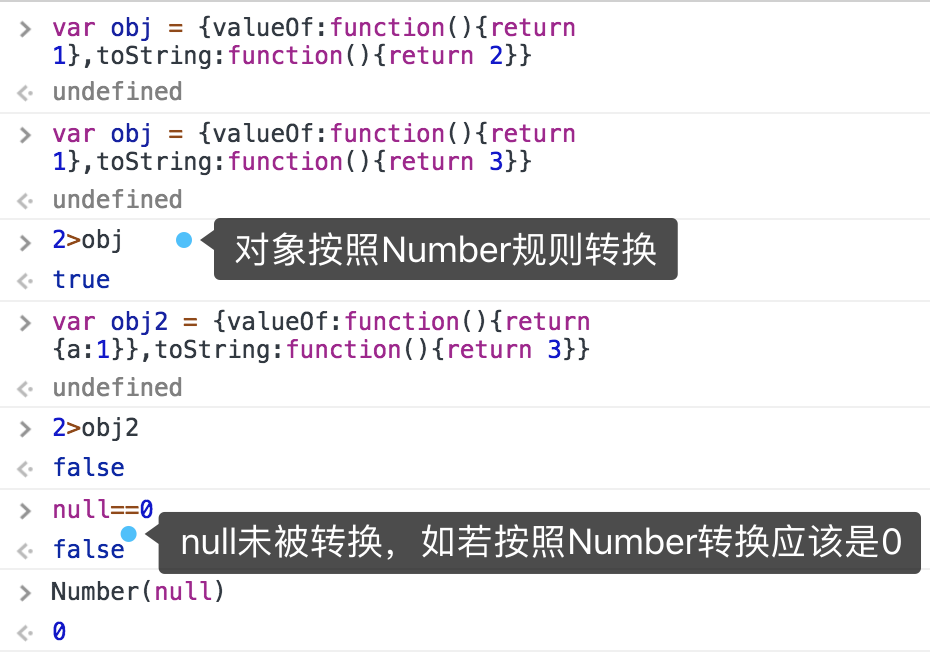 var obj = {valueOf:function(){return
1},toString:function(){return 2}}
undefined
var obj = {valueOf:function(){return
1},toString:function(){return 3}}
undefined
2>obj
对象按照Number规则转换
true
var obj2 = {valueOf:function(){return
{a:1}},toString:function(){return 3}}
undefined
2>obj2
false
null==0
null未被转换，如若按照Number转换应该是0
false
Number(null)
0